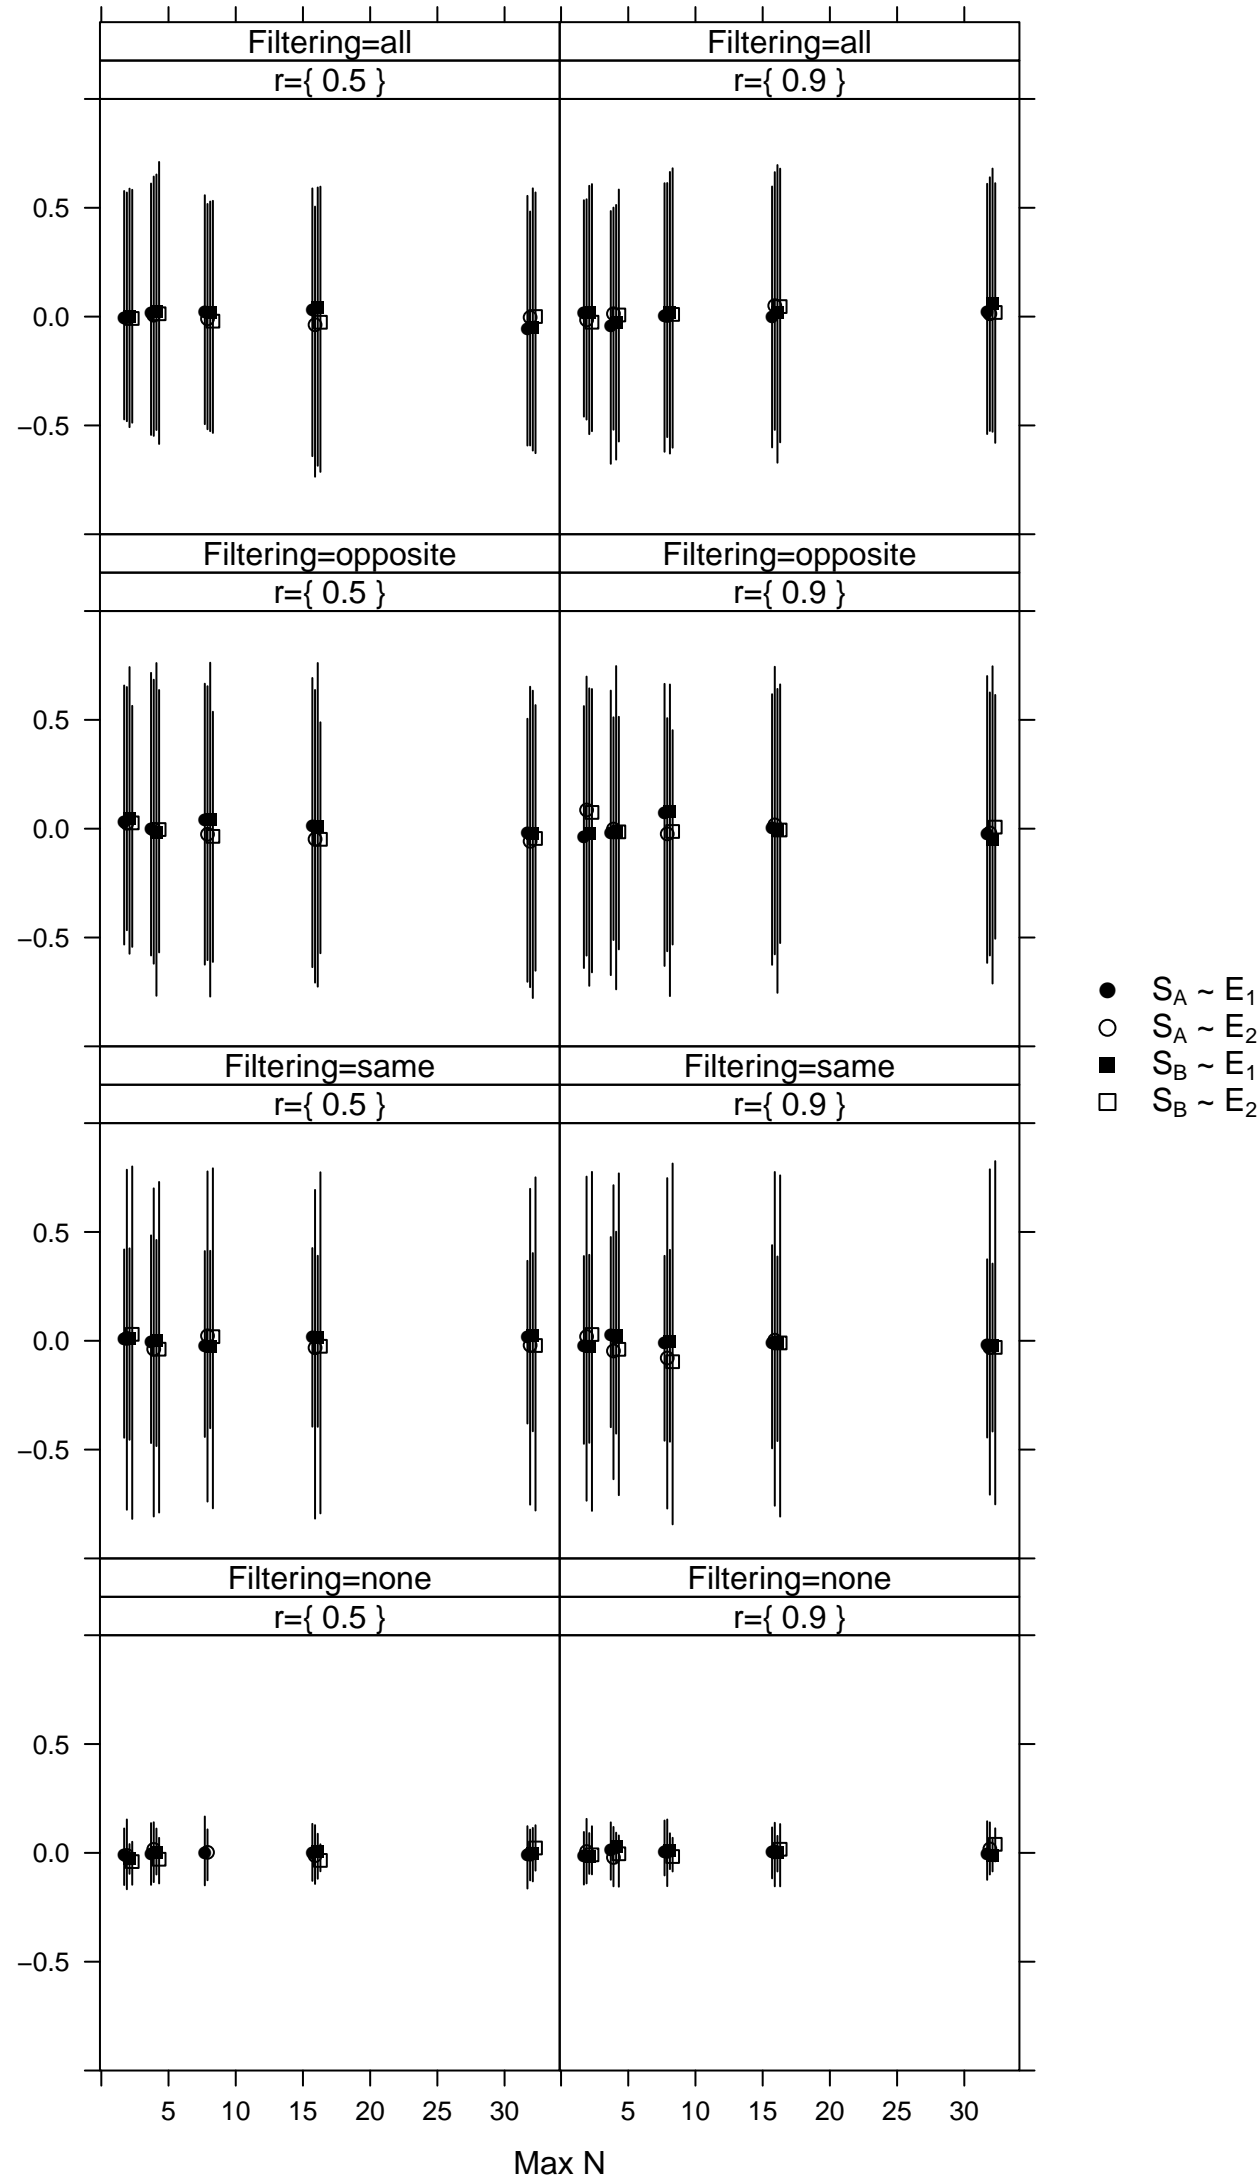 Filtering=all Filtering=all
r={ 0.5 } r={ 0.9 }
0.5
0.0
−0.5
Filtering=opposite Filtering=opposite
r={ 0.5 } r={ 0.9 }
0.5
0.0
−0.5
S_A ~ E_1
S_A ~ E_2
S_B ~ E_1
S_B ~ E_2
Filtering=same Filtering=same
r={ 0.5 } r={ 0.9 }
0.5
0.0
−0.5
Filtering=none Filtering=none
r={ 0.5 } r={ 0.9 }
0.5
0.0
−0.5
5 10 15 20 25 30 5 10 15 20 25 30
Max N